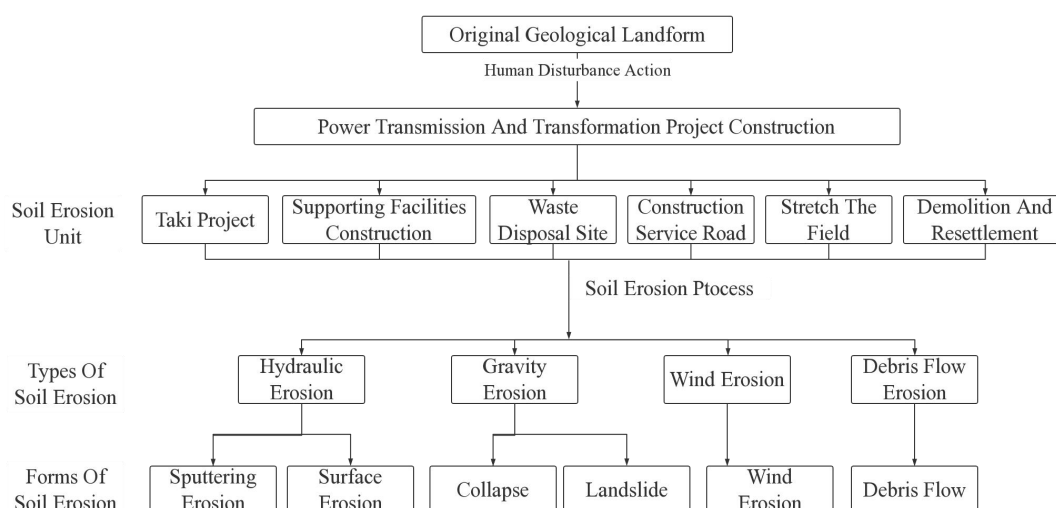 Original Geological Landform
Human Disturbance Action
Power Transmission And Transformation Project Construction
Soil Erosion
Unit
Taki Project
Supporting Facilities
Construction
Waste
Disposal Site
Construction
Service Road
Stretch The
Field
Demolition And
Resettlement
Soil Erosion Ptocess
Types Of
Soil Erosion
Hydraulic
Erosion
Gravity
Erosion
Wind Erosion
Debris Flow
Erosion
Forms Of
Soil Erosion
Sputtering
Erosion
Surface
Erosion
Collapse
Landslide
Wind
Erosion
Debris Flow